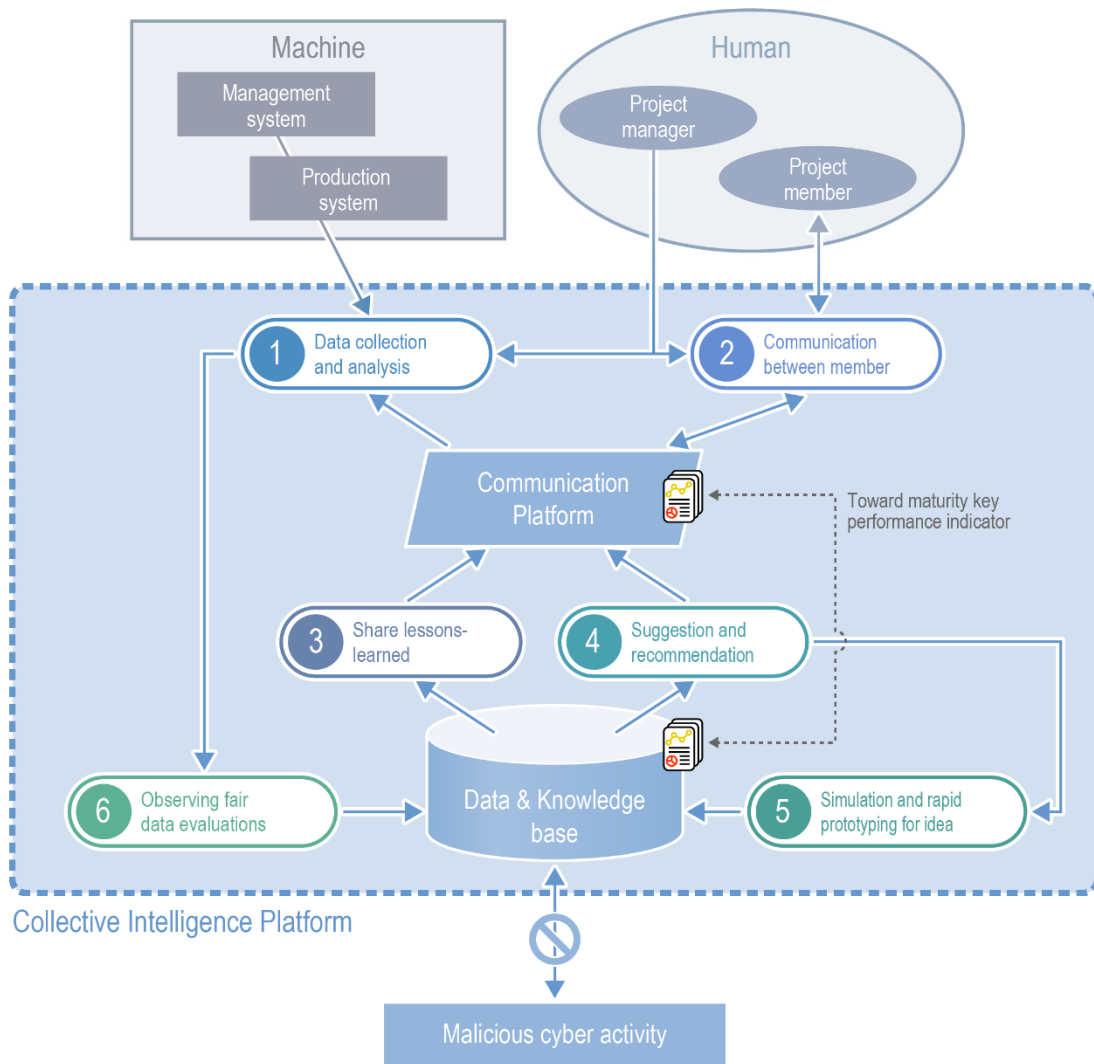 Machine
Management
system
Production
system
Human
Project
manager
Project
member
1
Data collection
and analysis
2
Communication
between member
Communication
Platform
Toward maturity key
performance indicator
3
Share lessons-
learned
4
Suggestion and
recommendation
6
Observing fair
data evaluations
Data & Knowledge
base
5
Simulation and rapid
prototyping for idea
Collective Intelligence Platform
Malicious cyber activity